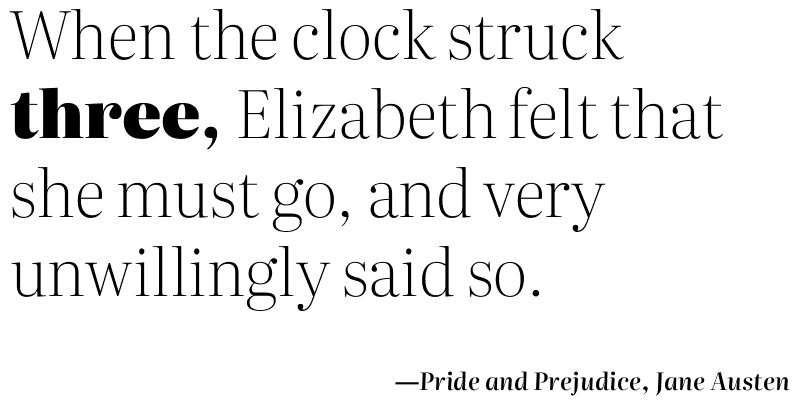 When the clock struck
three, Elizabeth felt that
she must go, and very
unwillingly said so.
—Pride and Prejudice, Jane Austen